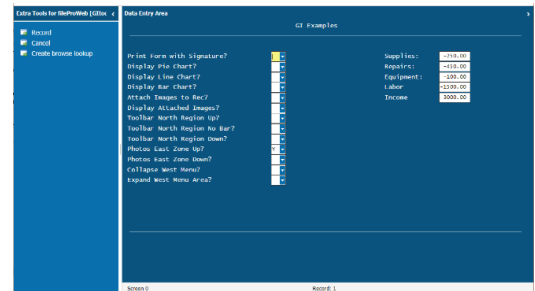 Extra Tools for fileProWeb [GItoc
Data Entry Area
Record
Cancel
Create browse lookup
GI Examples
Print Form with Signature?
Display Pie Chart?
Display Line Chart?
Display Bar Chart?
Attach Images to Rec?
Display Attached Images?
Toolbar North Region Up?
Toolbar North Region No Bar?
Toolbar North Region Down?
Photos East Zone Up? Y
Photos East Zone Down?
Collapse West Menu?
Expand West Menu Area?
Supplies: -250.00
Repairs: -450.00
Equipment: -100.00
Labor -1500.00
Income 3000.00
Screen 0 Record: 1